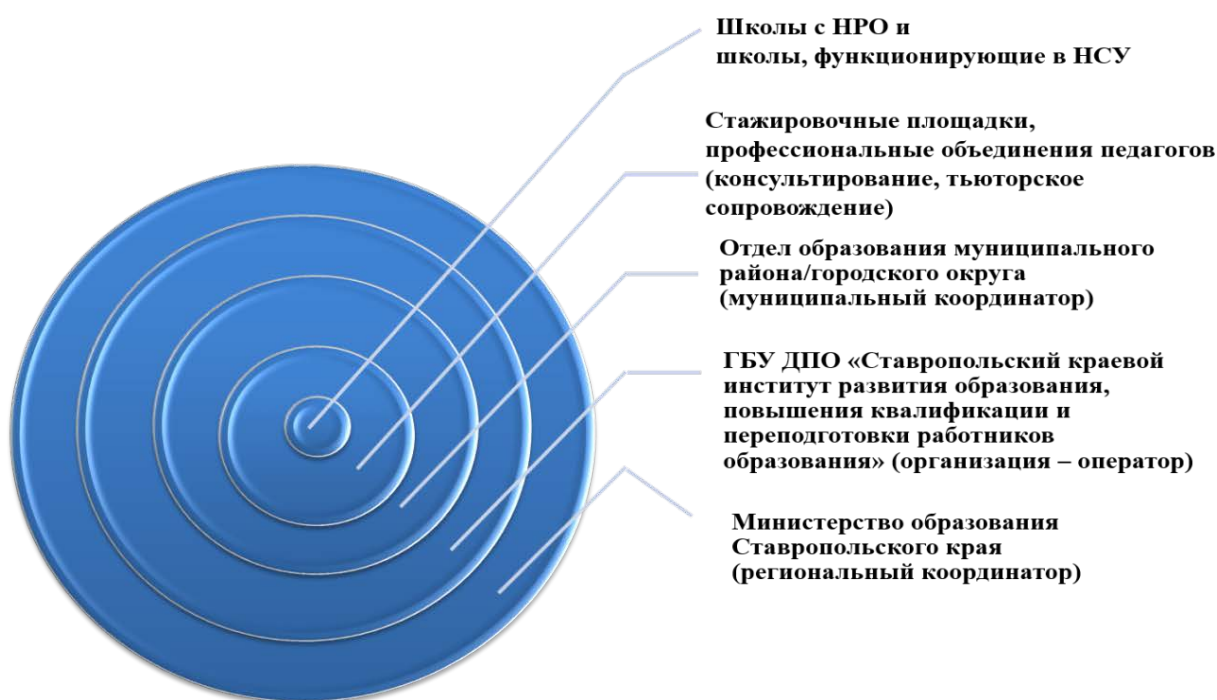 Школы с НРО и
школы, функционирующие в НСУ
Стажировочные площадки,
профессиональные объединения педагогов
(консультирование, тьюторское
сопровождение)
Отдел образования муниципального
района/городского округа
(муниципальный координатор)
ГБУ ДПО «Ставропольский краевой
институт развития образования,
повышения квалификации и
переподготовки работников
образования» (организация – оператор)
Министерство образования
Ставропольского края
(региональный координатор)